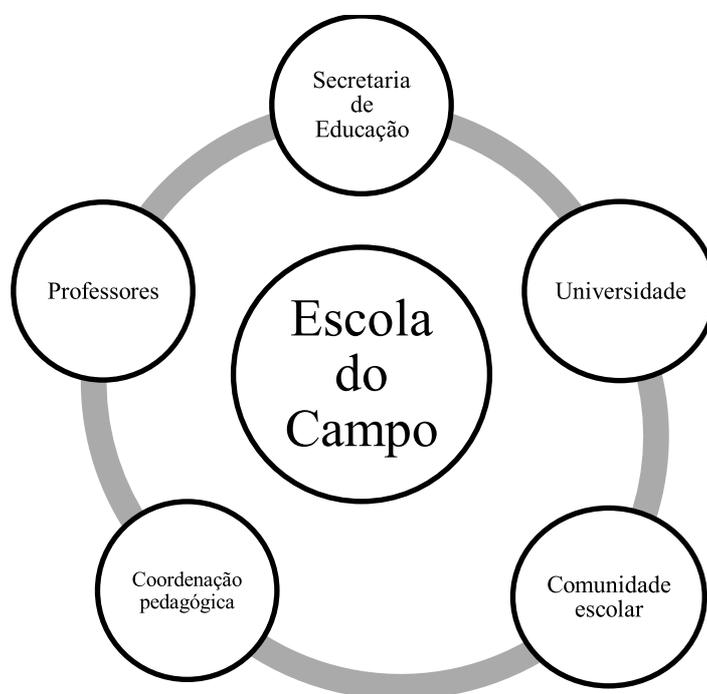 Secretaria
de
Educação
Professores
Universidade
Escola
do
Campo
Coordenação
pedagógica
Comunidade
escolar